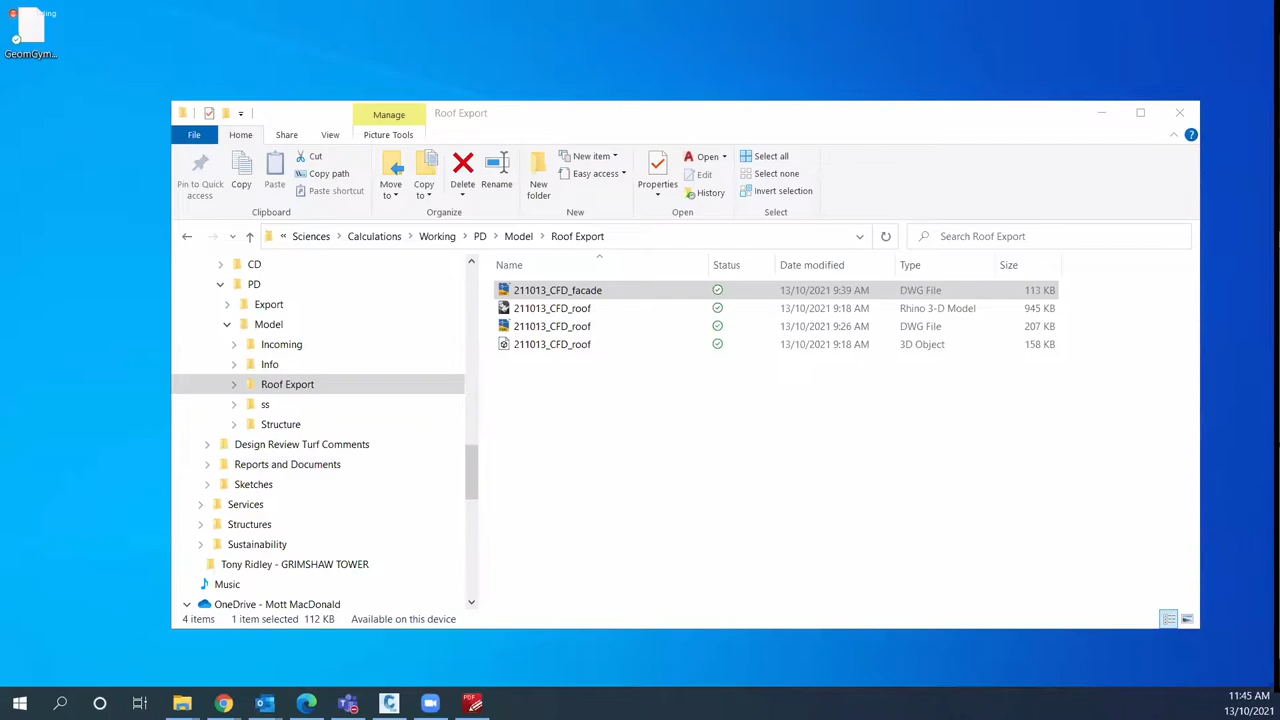 GeomGym...
Manage
Roof Export
File
Home
Share
View
Picture Tools
Pin to Quick access
Copy
Paste
Cut
Copy path
Paste shortcut
Clipboard
Move to
Copy to
Delete
Rename
Organize
New folder
New item
Easy access
New
Properties
Open
Edit
History
Open
Select all
Select none
Invert selection
Select
« Sciences > Calculations > Working > PD > Model > Roof Export
Search Roof Export
Name Status Date modified Type Size
211013_CFD_facade 13/10/2021 9:39 AM DWG File 113 KB
211013_CFD_roof 13/10/2021 9:18 AM Rhino 3-D Model 945 KB
211013_CFD_roof 13/10/2021 9:26 AM DWG File 207 KB
211013_CFD_roof 13/10/2021 9:18 AM 3D Object 158 KB
CD
PD
Export
Model
Incoming
Info
Roof Export
ss
Structure
Design Review Turf Comments
Reports and Documents
Sketches
Services
Structures
Sustainability
Tony Ridley - GRIMSHAW TOWER
Music
OneDrive - Mott MacDonald
4 items 1 item selected 112 KB Available on this device
11:45 AM
13/10/2021